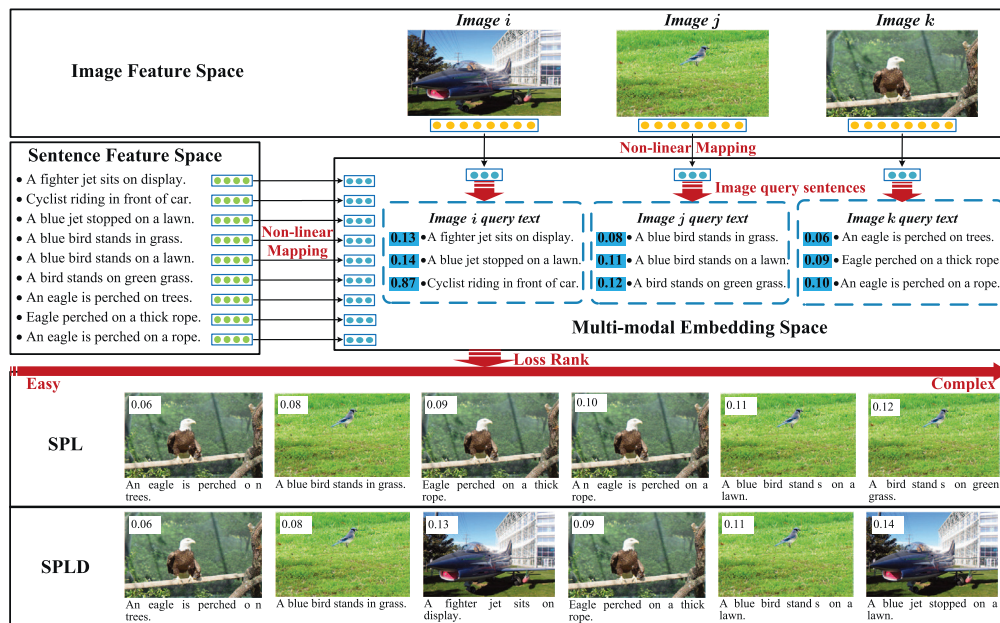 Image i
Image j
Image k
Image Feature Space
Non-linear Mapping
Sentence Feature Space
• A fighter jet sits on display.
• Cyclist riding in front of car.
• A blue jet stopped on a lawn.
• A blue bird stands in grass.
• A blue bird stands on a lawn.
• A bird stands on green grass.
• An eagle is perched on trees.
• Eagle perched on a thick rope.
• An eagle is perched on a rope.
Non-linear
Mapping
Image query sentences
Image i query text
0.13 • A fighter jet sits on display.
0.14 • A blue jet stopped on a lawn.
0.87 • Cyclist riding in front of car.
Image j query text
0.08 • A blue bird stands in grass.
0.11 • A blue bird stands on a lawn.
0.12 • A bird stands on green grass.
Image k query text
0.06 • An eagle is perched on trees.
0.09 • Eagle perched on a thick rope.
0.10 • An eagle is perched on a rope.
Multi-modal Embedding Space
Loss Rank
Easy
Complex
SPL
0.06
An eagle is perched on
trees.
0.08
A blue bird stands in grass.
0.09
Eagle perched on a thick
rope.
0.10
An eagle is perched on a
rope.
0.11
A blue bird stands on a
lawn.
0.12
A bird stands on green
grass.
SPLD
0.06
An eagle is perched on
trees.
0.08
A blue bird stands in grass.
0.13
A fighter jet sits on
display.
0.09
Eagle perched on a thick
rope.
0.11
A blue bird stands on a
lawn.
0.14
A blue jet stopped on a
lawn.